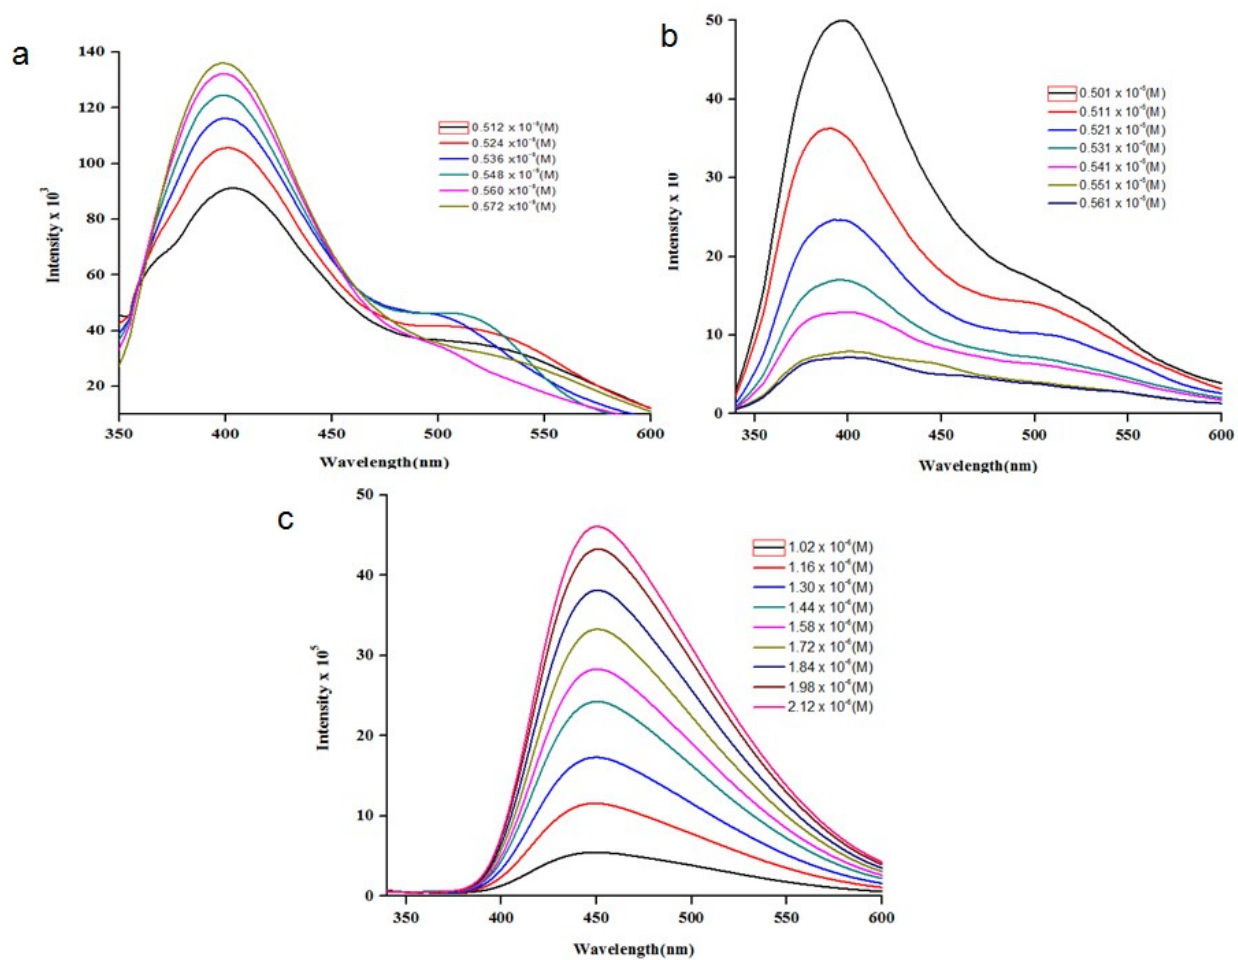 a
140
120
100
80
60
40
20
350
400
450
500
550
600
Intensity x 10³
Wavelength(nm)
0.512 x 10⁻⁶(M)
0.524 x10⁻⁶(M)
0.536 x10⁻⁶(M)
0.548 x10⁻⁶(M)
0.560 x10⁻⁶(M)
0.572 x10⁻⁶(M)
b
50
40
30
20
10
0
350
400
450
500
550
600
Intensity x 10
Wavelength(nm)
0.501 x 10⁻⁶(M)
0.511 x 10⁻⁶(M)
0.521 x 10⁻⁶(M)
0.531 x 10⁻⁶(M)
0.541 x 10⁻⁶(M)
0.551 x 10⁻⁶(M)
0.561 x 10⁻⁶(M)
c
50
40
30
20
10
0
350
400
450
500
550
600
Intensity x 10⁵
Wavelength(nm)
1.02 x 10⁻⁶(M)
1.16 x 10⁻⁶(M)
1.30 x 10⁻⁶(M)
1.44 x 10⁻⁶(M)
1.58 x 10⁻⁶(M)
1.72 x 10⁻⁶(M)
1.84 x 10⁻⁶(M)
1.98 x 10⁻⁶(M)
2.12 x 10⁻⁶(M)